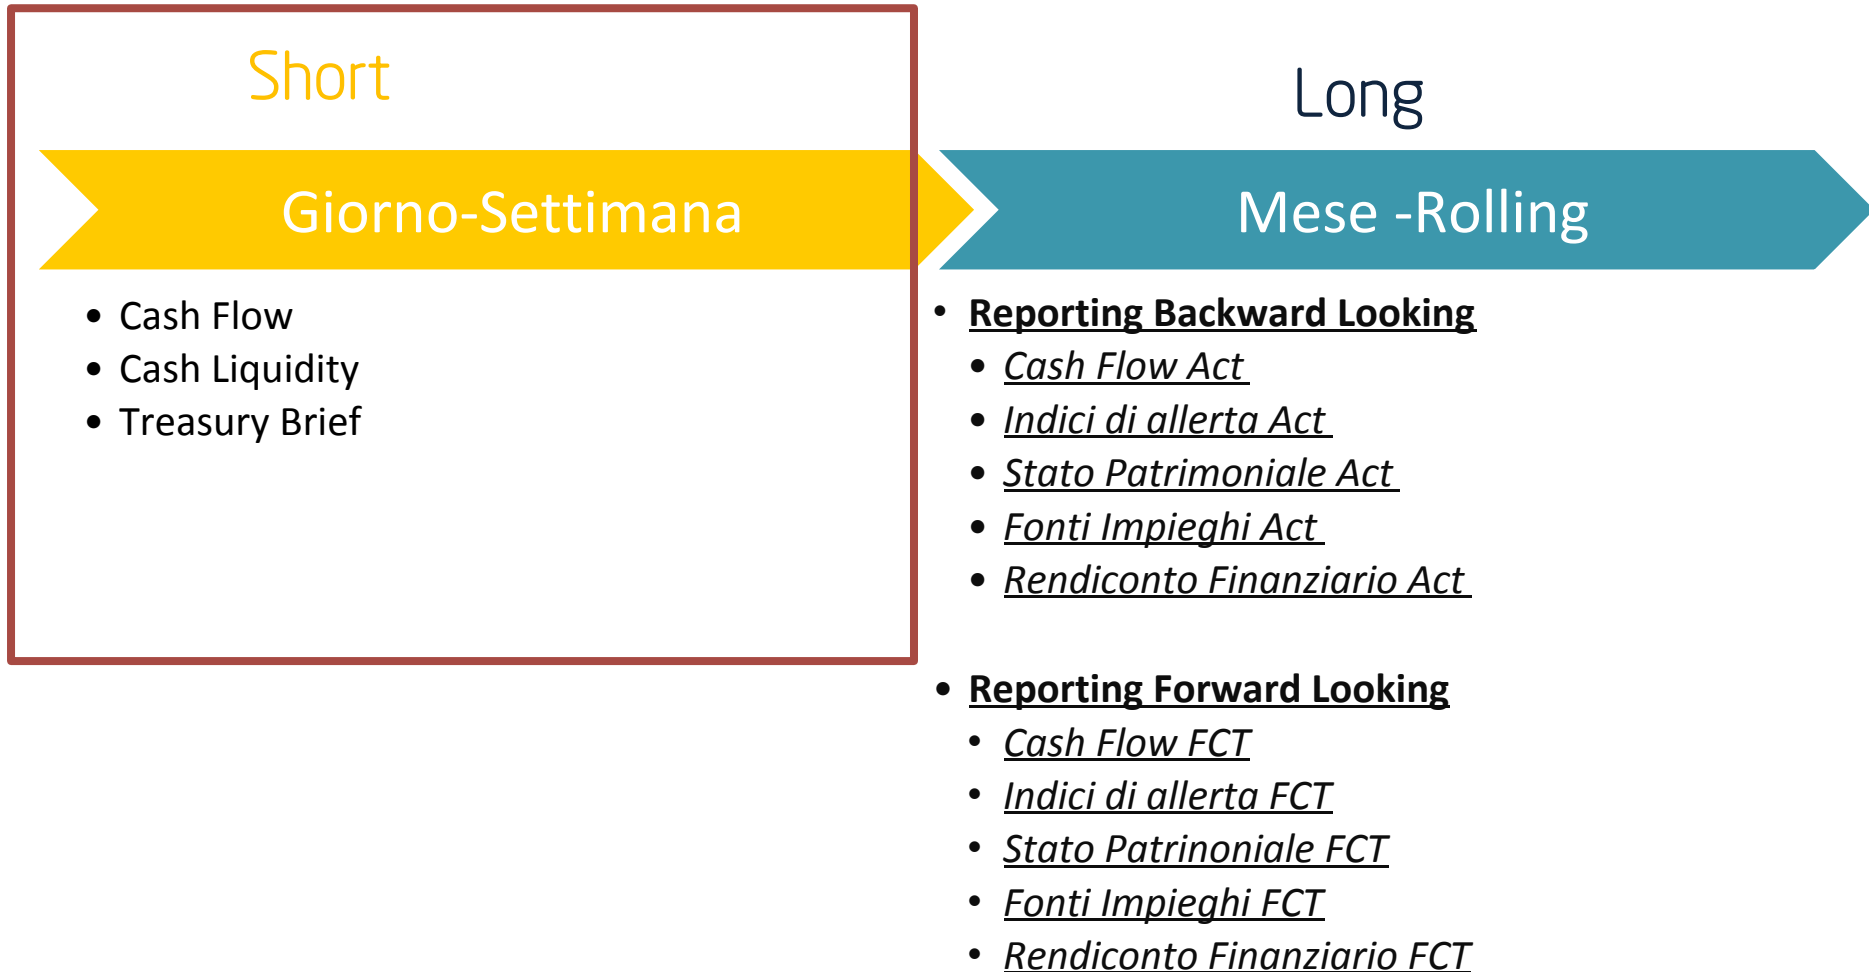 Short
Giorno-Settimana
• Cash Flow
• Cash Liquidity
• Treasury Brief
Long
Mese -Rolling
• Reporting Backward Looking
• Cash Flow Act
• Indici di allerta Act
• Stato Patrimoniale Act
• Fonti Impieghi Act
• Rendiconto Finanziario Act
• Reporting Forward Looking
• Cash Flow FCT
• Indici di allerta FCT
• Stato Patrinoniale FCT
• Fonti Impieghi FCT
• Rendiconto Finanziario FCT